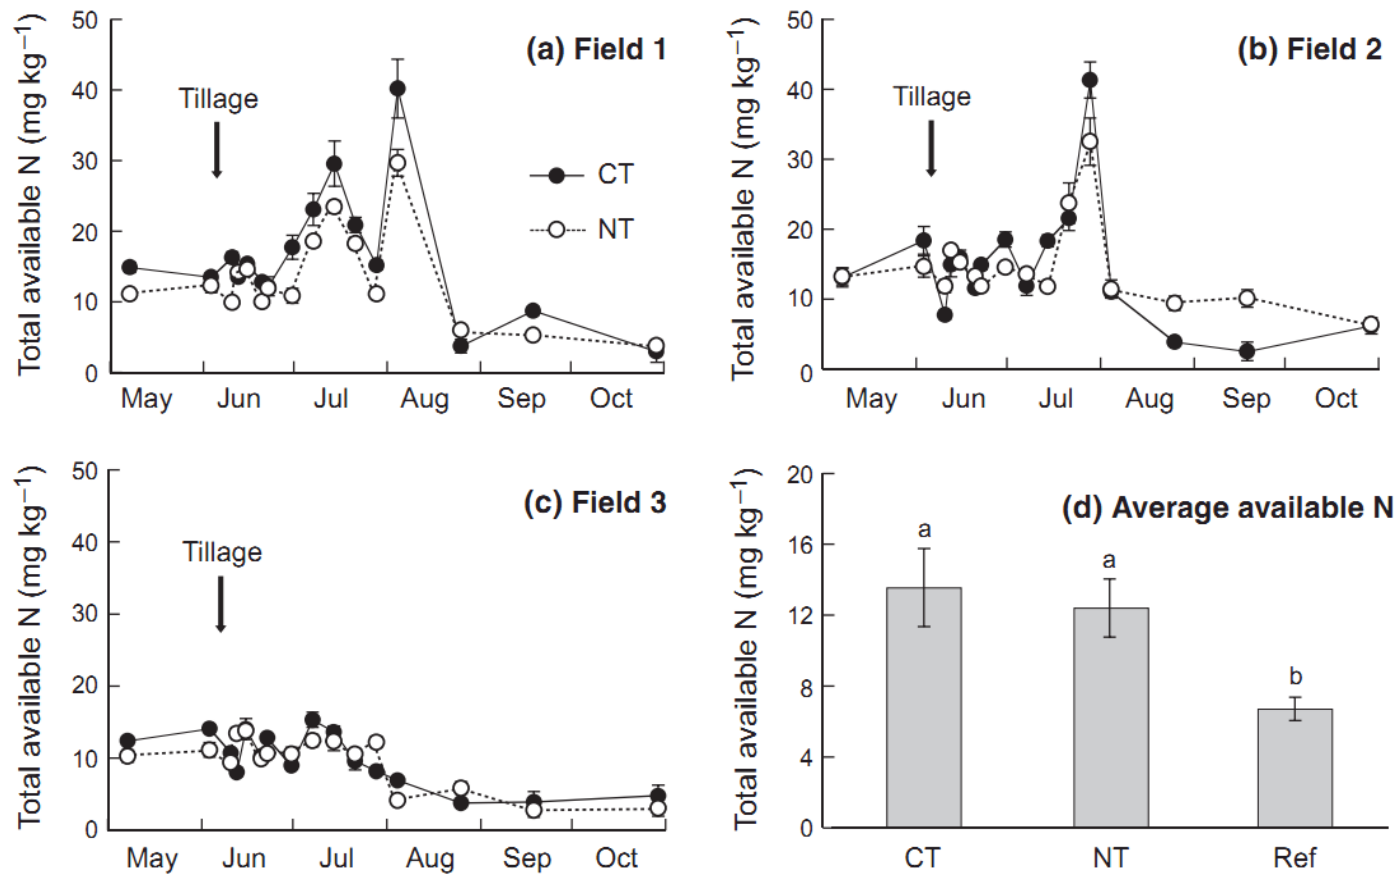 (a) Field 1
Total available N (mg kg−1)
50
40
30
20
10
0
Tillage
CT
NT
May Jun Jul Aug Sep Oct
(b) Field 2
Total available N (mg kg−1)
50
40
30
20
10
0
Tillage
May Jun Jul Aug Sep Oct
(c) Field 3
Total available N (mg kg−1)
50
40
30
20
10
0
Tillage
May Jun Jul Aug Sep Oct
(d) Average available N
Total available N (mg kg−1)
20
16
12
8
4
0
a
a
b
CT NT Ref